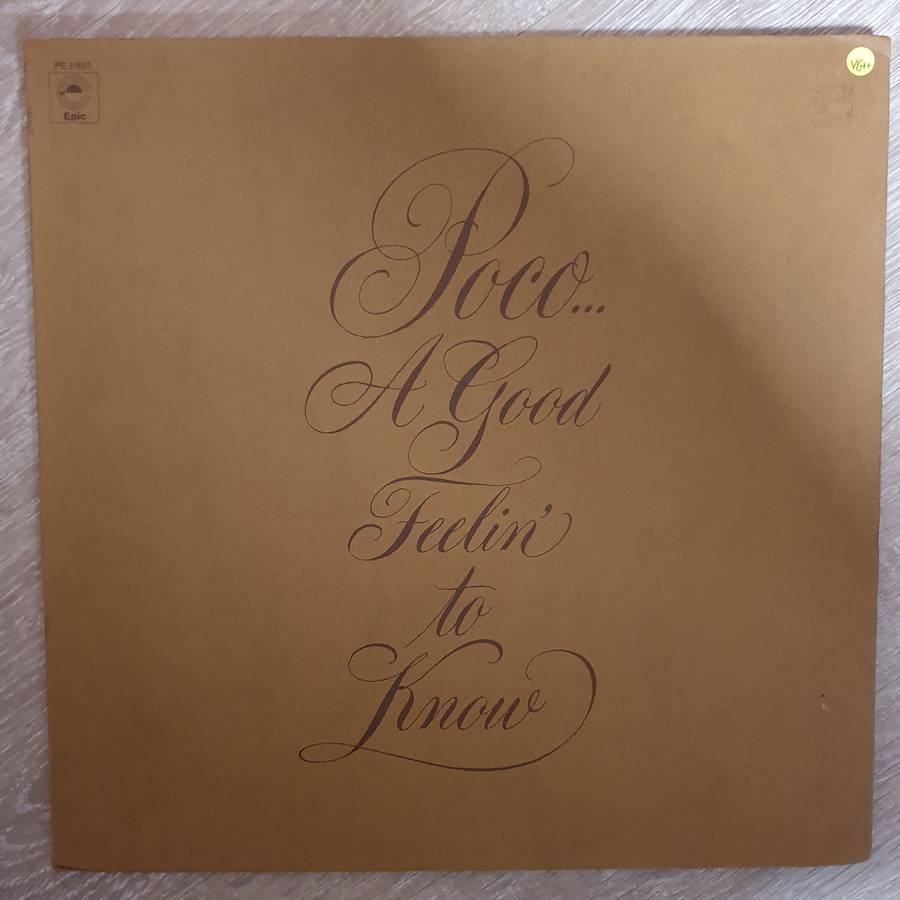 PE 31601
Epic
VG++
Poco...
A Good
Feelin'
to
Know